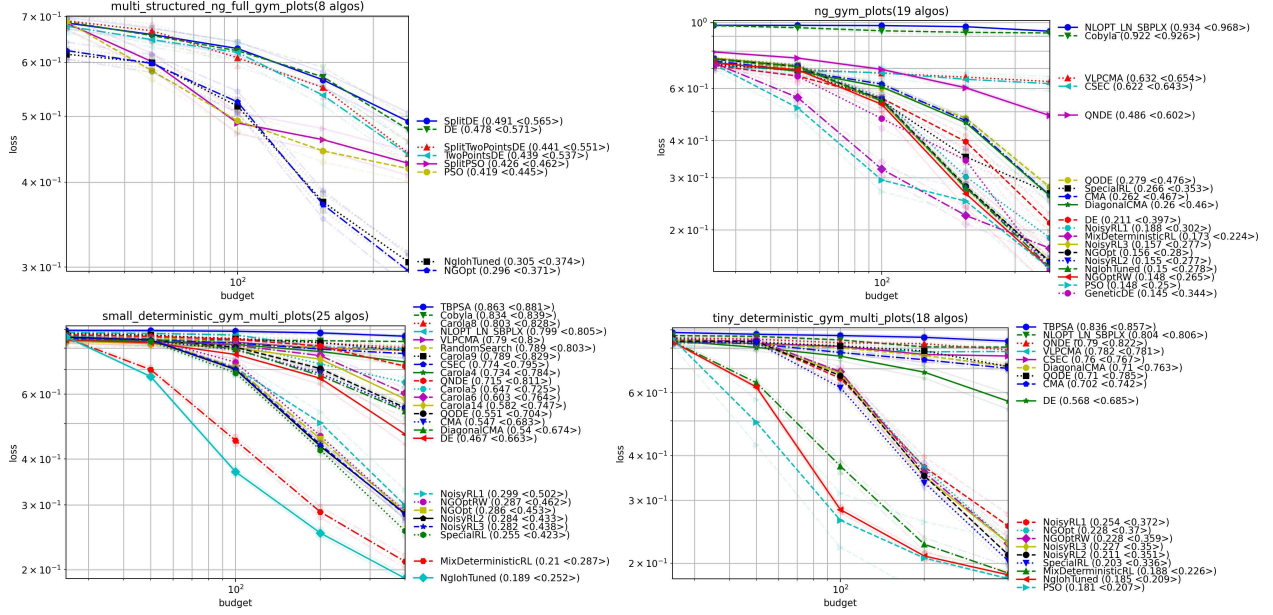 multi_structured_ng_full_gym_plots(8 algos)
7 × 10⁻¹
6 × 10⁻¹
5 × 10⁻¹
4 × 10⁻¹
3 × 10⁻¹
loss
10²
budget
SplitDE (0.491 <0.565>)
DE (0.478 <0.571>)
SplitTwoPointsDE (0.441 <0.551>)
TwoPointsDE (0.439 <0.537>)
SplitPSO (0.426 <0.462>)
PSO (0.419 <0.445>)
NgIohTuned (0.305 <0.374>)
NGOpt (0.296 <0.371>)
ng_gym_plots(19 algos)
10⁰
6 × 10⁻¹
4 × 10⁻¹
3 × 10⁻¹
2 × 10⁻¹
loss
10²
budget
NLOPT_LN_SBPLX (0.934 <0.968>)
Cobyla (0.922 <0.926>)
VLPCMA (0.632 <0.654>)
CSEC (0.622 <0.643>)
QNDE (0.486 <0.602>)
QODE (0.279 <0.476>)
SpecialRL (0.266 <0.353>)
CMA (0.262 <0.467>)
DiagonalCMA (0.26 <0.46>)
DE (0.211 <0.397>)
NoisyRL1 (0.188 <0.302>)
MixDeterministicRL (0.173 <0.224>)
NoisyRL3 (0.157 <0.277>)
NGOpt (0.156 <0.28>)
NoisyRL2 (0.155 <0.277>)
NgIohTuned (0.15 <0.278>)
NGOptRW (0.148 <0.265>)
PSO (0.148 <0.25>)
GeneticDE (0.145 <0.344>)
small_deterministic_gym_multi_plots(25 algos)
6 × 10⁻¹
4 × 10⁻¹
3 × 10⁻¹
2 × 10⁻¹
loss
10²
budget
TBPSA (0.863 <0.881>)
Cobyla (0.834 <0.839>)
Carola8 (0.803 <0.828>)
NLOPT_LN_SBPLX (0.799 <0.805>)
VLPCMA (0.79 <0.8>)
RandomSearch (0.789 <0.803>)
Carola9 (0.789 <0.829>)
CSEC (0.774 <0.795>)
Carola4 (0.734 <0.784>)
QNDE (0.715 <0.811>)
Carola5 (0.647 <0.725>)
Carola6 (0.603 <0.764>)
Carola14 (0.582 <0.747>)
QODE (0.551 <0.704>)
CMA (0.547 <0.683>)
DiagonalCMA (0.54 <0.674>)
DE (0.467 <0.663>)
NoisyRL1 (0.299 <0.502>)
NGOptRW (0.287 <0.462>)
NGOpt (0.286 <0.453>)
NoisyRL2 (0.284 <0.433>)
NoisyRL3 (0.282 <0.438>)
SpecialRL (0.255 <0.423>)
MixDeterministicRL (0.21 <0.287>)
NgIohTuned (0.189 <0.252>)
tiny_deterministic_gym_multi_plots(18 algos)
6 × 10⁻¹
4 × 10⁻¹
3 × 10⁻¹
2 × 10⁻¹
loss
10²
budget
TBPSA (0.836 <0.857>)
NLOPT_LN_SBPLX (0.804 <0.806>)
QNDE (0.79 <0.822>)
VLPCMA (0.782 <0.781>)
CSEC (0.76 <0.767>)
DiagonalCMA (0.71 <0.763>)
QODE (0.71 <0.785>)
CMA (0.702 <0.742>)
DE (0.568 <0.685>)
NoisyRL1 (0.254 <0.372>)
NGOpt (0.228 <0.37>)
NGOptRW (0.228 <0.359>)
NoisyRL3 (0.227 <0.35>)
NoisyRL2 (0.211 <0.351>)
SpecialRL (0.203 <0.336>)
MixDeterministicRL (0.188 <0.226>)
NgIohTuned (0.185 <0.209>)
PSO (0.181 <0.207>)